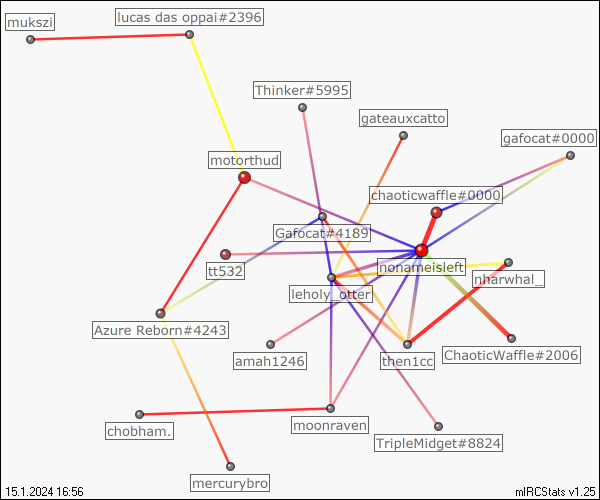 lucas das oppai#2396
mukszi
Thinker#5995
gateauxcatto
gafocat#0000
motorthud
chaoticwaffle#0000
Gafocat#4189
nonameisleft
tt532
nharwhal_
leholy_otter
Azure Reborn#4243
amah1246
then1cc
ChaoticWaffle#2006
chobham.
moonraven
TripleMidget#8824
mercurybro
15.1.2024 16:56
mIRCStats v1.25